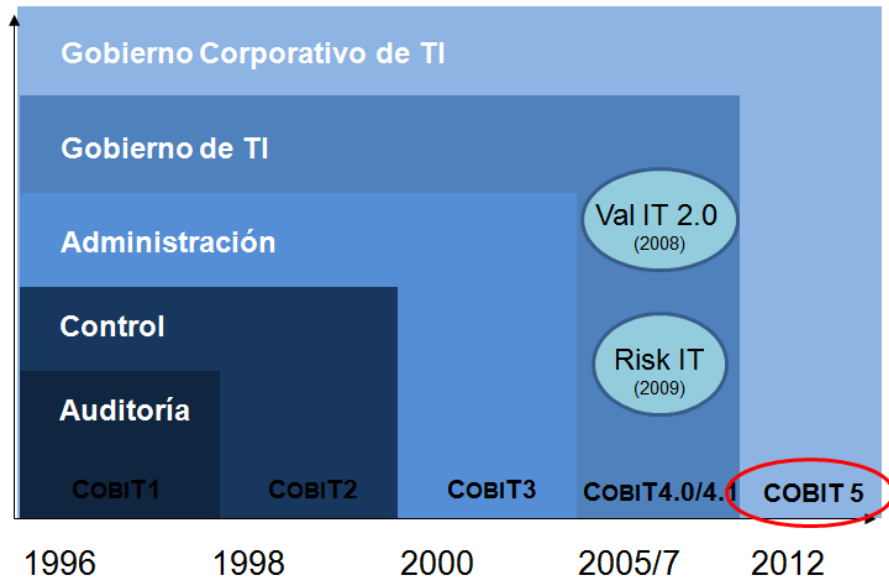 Gobierno Corporativo de TI
Gobierno de TI
Val IT 2.0
(2008)
Administración
Control
Risk IT
(2009)
Auditoría
COBIT1 COBIT2 COBIT3 COBIT4.0/4.1 COBIT 5
1996 1998 2000 2005/7 2012